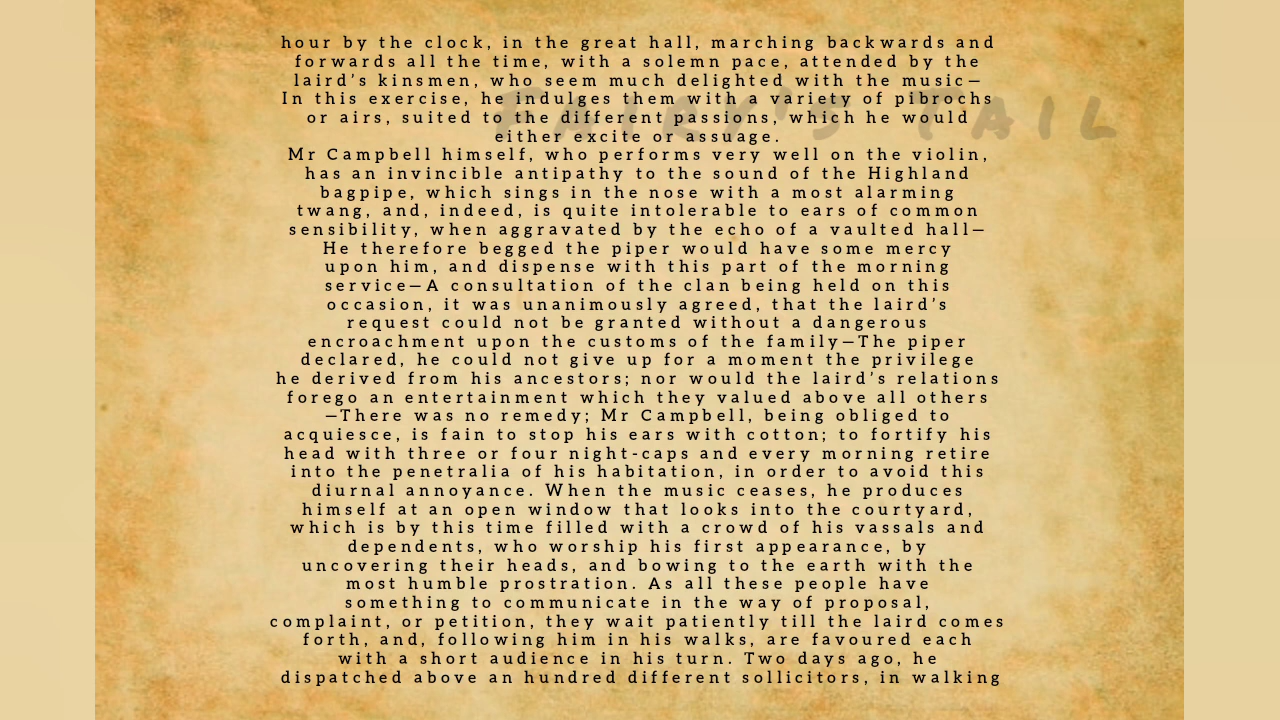 hour by the clock, in the great hall, marching backwards and
forwards all the time, with a solemn pace, attended by the
laird's kinsmen, who seem much delighted with the music—
In this exercise, he indulges them with a variety of pibrochs
or airs, suited to the different passions, which he would
either excite or assuage.
Mr Campbell himself, who performs very well on the violin,
has an invincible antipathy to the sound of the Highland
bagpipe, which sings in the nose with a most alarming
twang, and, indeed, is quite intolerable to ears of common
sensibility, when aggravated by the echo of a vaulted hall—
He therefore begged the piper would have some mercy
upon him, and dispense with this part of the morning
service—A consultation of the clan being held on this
occasion, it was unanimously agreed, that the laird's
request could not be granted without a dangerous
encroachment upon the customs of the family—The piper
declared, he could not give up for a moment the privilege
he derived from his ancestors; nor would the laird's relations
forego an entertainment which they valued above all others
—There was no remedy; Mr Campbell, being obliged to
acquiesce, is fain to stop his ears with cotton; to fortify his
head with three or four night-caps and every morning retire
into the penetralia of his habitation, in order to avoid this
diurnal annoyance. When the music ceases, he produces
himself at an open window that looks into the courtyard,
which is by this time filled with a crowd of his vassals and
dependents, who worship his first appearance, by
uncovering their heads, and bowing to the earth with the
most humble prostration. As all these people have
something to communicate in the way of proposal,
complaint, or petition, they wait patiently till the laird comes
forth, and, following him in his walks, are favoured each
with a short audience in his turn. Two days ago, he
dispatched above an hundred different sollicitors, in walking
FAIRY'S TAIL